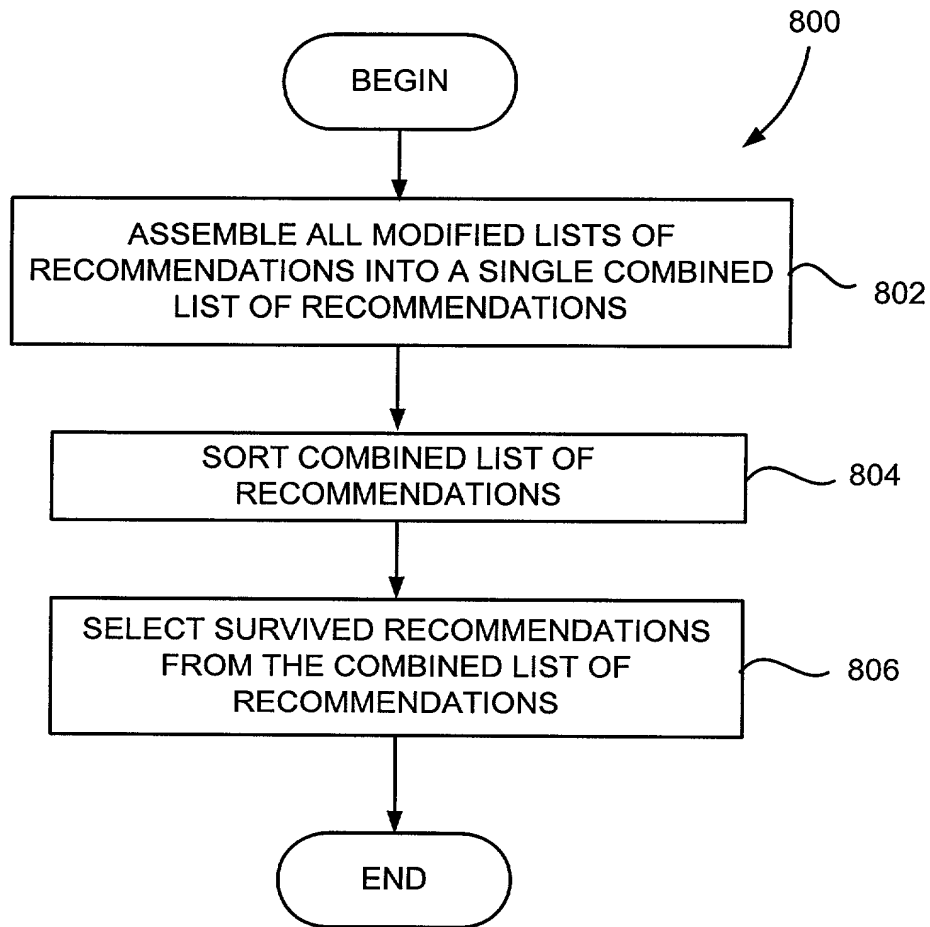 800
BEGIN
ASSEMBLE ALL MODIFIED LISTS OF
RECOMMENDATIONS INTO A SINGLE COMBINED
LIST OF RECOMMENDATIONS
802
SORT COMBINED LIST OF
RECOMMENDATIONS
804
SELECT SURVIVED RECOMMENDATIONS
FROM THE COMBINED LIST OF
RECOMMENDATIONS
806
END